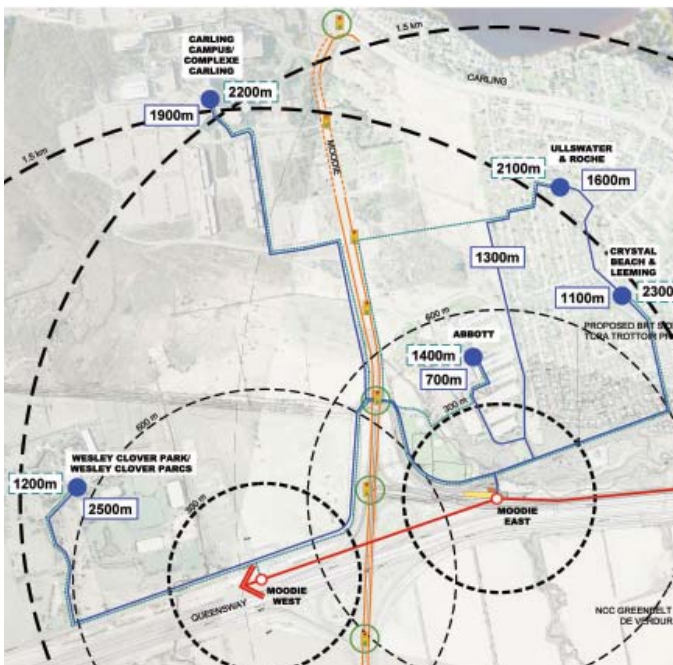 1.5 km
CARLING
CAMPUS/
COMPLEXE
CARLING
2200m
1900m
CARLING
MOODIE
1.5 km
ULLSWATER
& ROCHE
2100m
1600m
1300m
CRYSTAL
BEACH &
LEEMING
1100m
2300
PROPOSED BRT
600 m
ABBOTT
1400m
700m
300 m
600 m
WESLEY CLOVER PARK/
WESLEY CLOVER PARCS
1200m
2500m
300 m
MOODIE
EAST
MOODIE
WEST
QUEENSWAY
NCC GREENBELT
DE VERDUR